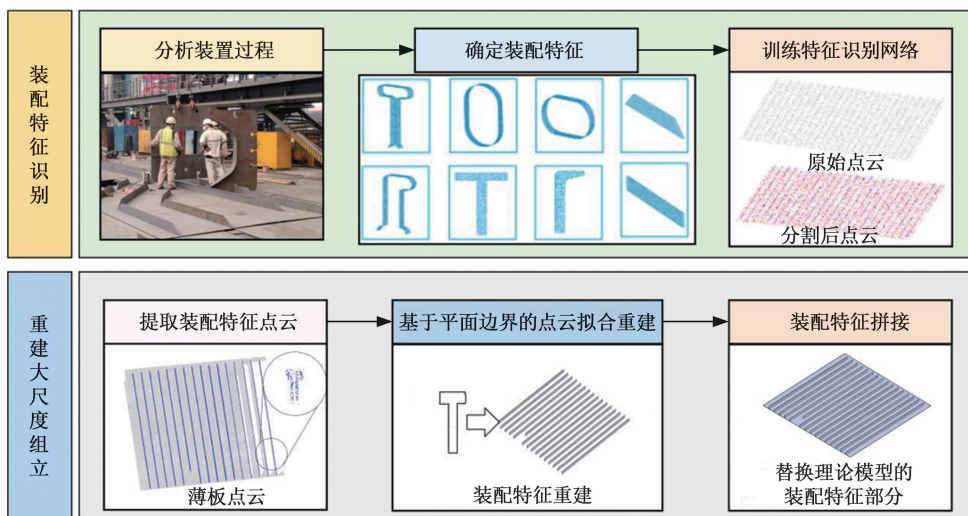 装配特征识别
分析装置过程
确定装配特征
训练特征识别网络
原始点云
分割后点云
重建大尺度组立
提取装配特征点云
基于平面边界的点云拟合重建
装配特征拼接
薄板点云
装配特征重建
替换理论模型的
装配特征部分